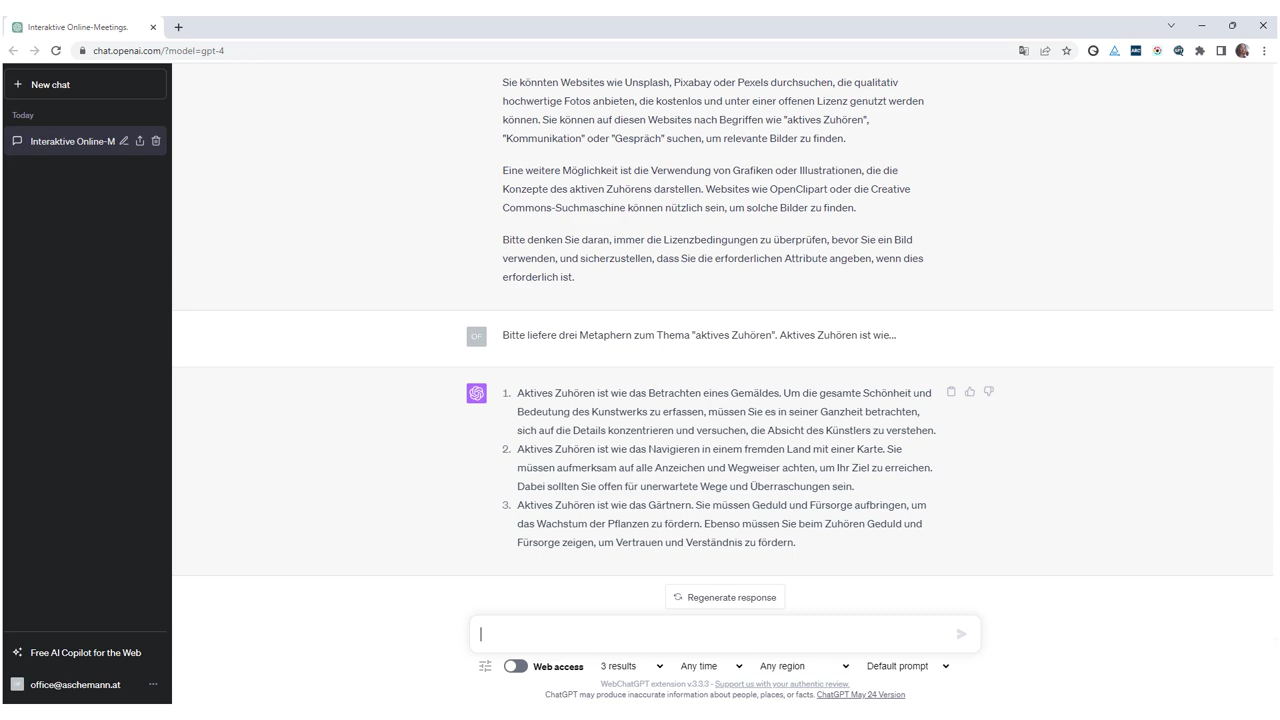 Interaktive Online-Meetings.
chat.openai.com/?model=gpt-4
New chat
Today
Interaktive Online-M
Sie könnten Websites wie Unsplash, Pixabay oder Pexels durchsuchen, die qualitativ
hochwertige Fotos anbieten, die kostenlos und unter einer offenen Lizenz genutzt werden
können. Sie können auf diesen Websites nach Begriffen wie "aktives Zuhören",
"Kommunikation" oder "Gespräch" suchen, um relevante Bilder zu finden.
Eine weitere Möglichkeit ist die Verwendung von Grafiken oder Illustrationen, die die
Konzepte des aktiven Zuhörens darstellen. Websites wie OpenClipart oder die Creative
Commons-Suchmaschine können nützlich sein, um solche Bilder zu finden.
Bitte denken Sie daran, immer die Lizenzbedingungen zu überprüfen, bevor Sie ein Bild
verwenden, und sicherzustellen, dass Sie die erforderlichen Attribute angeben, wenn dies
erforderlich ist.
OF
Bitte liefere drei Metaphern zum Thema "aktives Zuhören". Aktives Zuhören ist wie...
1. Aktives Zuhören ist wie das Betrachten eines Gemäldes. Um die gesamte Schönheit und
Bedeutung des Kunstwerks zu erfassen, müssen Sie es in seiner Ganzheit betrachten,
sich auf die Details konzentrieren und versuchen, die Absicht des Künstlers zu verstehen.
2. Aktives Zuhören ist wie das Navigieren in einem fremden Land mit einer Karte. Sie
müssen aufmerksam auf alle Anzeichen und Wegweiser achten, um Ihr Ziel zu erreichen.
Dabei sollten Sie offen für unerwartete Wege und Überraschungen sein.
3. Aktives Zuhören ist wie das Gärtnern. Sie müssen Geduld und Fürsorge aufbringen, um
das Wachstum der Pflanzen zu fördern. Ebenso müssen Sie beim Zuhören Geduld und
Fürsorge zeigen, um Vertrauen und Verständnis zu fördern.
Regenerate response
Web access 3 results Any time Any region Default prompt
WebChatGPT extension v.3.3.3 - Support us with your authentic review.
ChatGPT may produce inaccurate information about people, places, or facts. ChatGPT May 24 Version
Free AI Copilot for the Web
office@aschemann.at